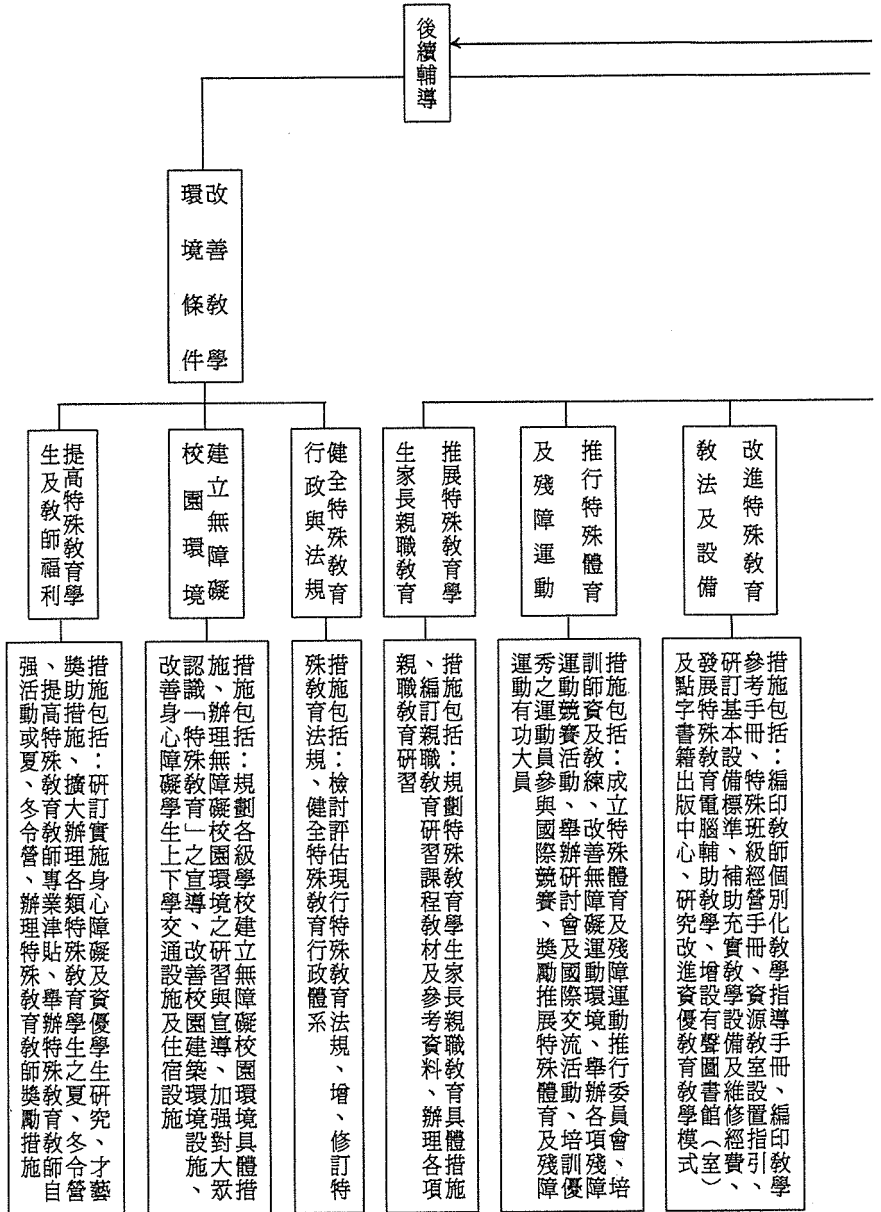 後續輔導
改善教學
環境條件
改進特殊教育
教法及設備
推行特殊體育
及殘障運動
推展特殊教育學
生家長親職教育
健全特殊教育
行政與法規
建立無障礙
校園環境
提高特殊教育學
生及教師福利
措施包括：編印教師個別化教學指導手冊、編印教學
參考手冊、特殊班級經營手冊、資源教室設置指引、
研訂基本設備標準、補助充實教學設備及維修經費、
發展特殊教育電腦輔助教學、增設有聲圖書館（室）
及點字書籍出版中心、研究改進資優教育教學模式
措施包括：成立特殊體育及殘障運動推行委員會、培
訓師資及教練、改善無障礙運動環境、舉辦各項殘障
運動競賽活動、舉辦研討會及國際交流活動、培訓優
秀之運動員參與國際競賽、獎勵推展特殊體育及殘障
運動有功人員
措施包括：規劃特殊教育學生家長親職教育具體措施
、編訂親職教育研習課程教材及參考資料、辦理各項
親職教育研習
措施包括：檢討評估現行特殊教育法規、增、修訂特
殊教育法規、健全特殊教育行政體系
措施包括：規劃各級學校建立無障礙校園環境具體措
施、辦理無障礙校園環境之研習與宣導、加强對大眾
認識「特殊教育」之宣導、改善校園建築環境設施、
改善身心障礙學生上下學交通設施及住宿設施
措施包括：研訂實施身心障礙及資優學生研究、才藝
獎助措施、擴大辦理各類特殊教育學生之夏、冬令營
、提高特殊教育教師專業津貼、舉辦特殊教育教師自
强活動或夏、冬令營、辦理特殊教育教師獎勵措施